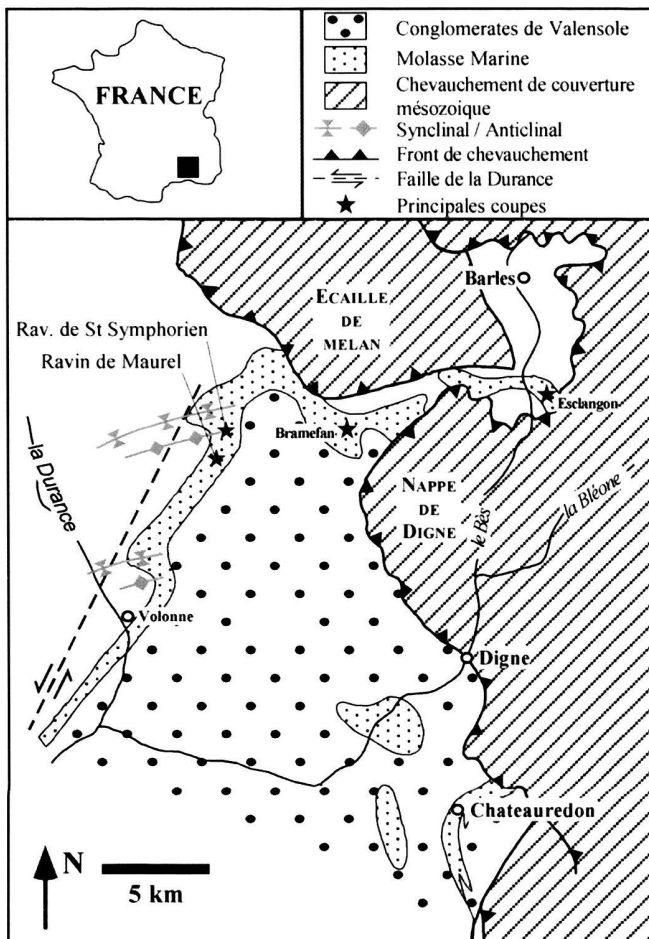 FRANCE
Conglomerates de Valensole
Molasse Marine
Chevauchement de couverture
mésozoique
Synclinal / Anticlinal
Front de chevauchement
Faille de la Durance
Principales coupes
Barles
ECAILLE
DE
MELAN
Rav. de St Symphorien
Ravin de Maurel
Esclangon
Bramefan
la Durance
NAPPE
DE
DIGNE
le Bès
la Bléone
Volonne
Digne
Chateauredon
N
5 km